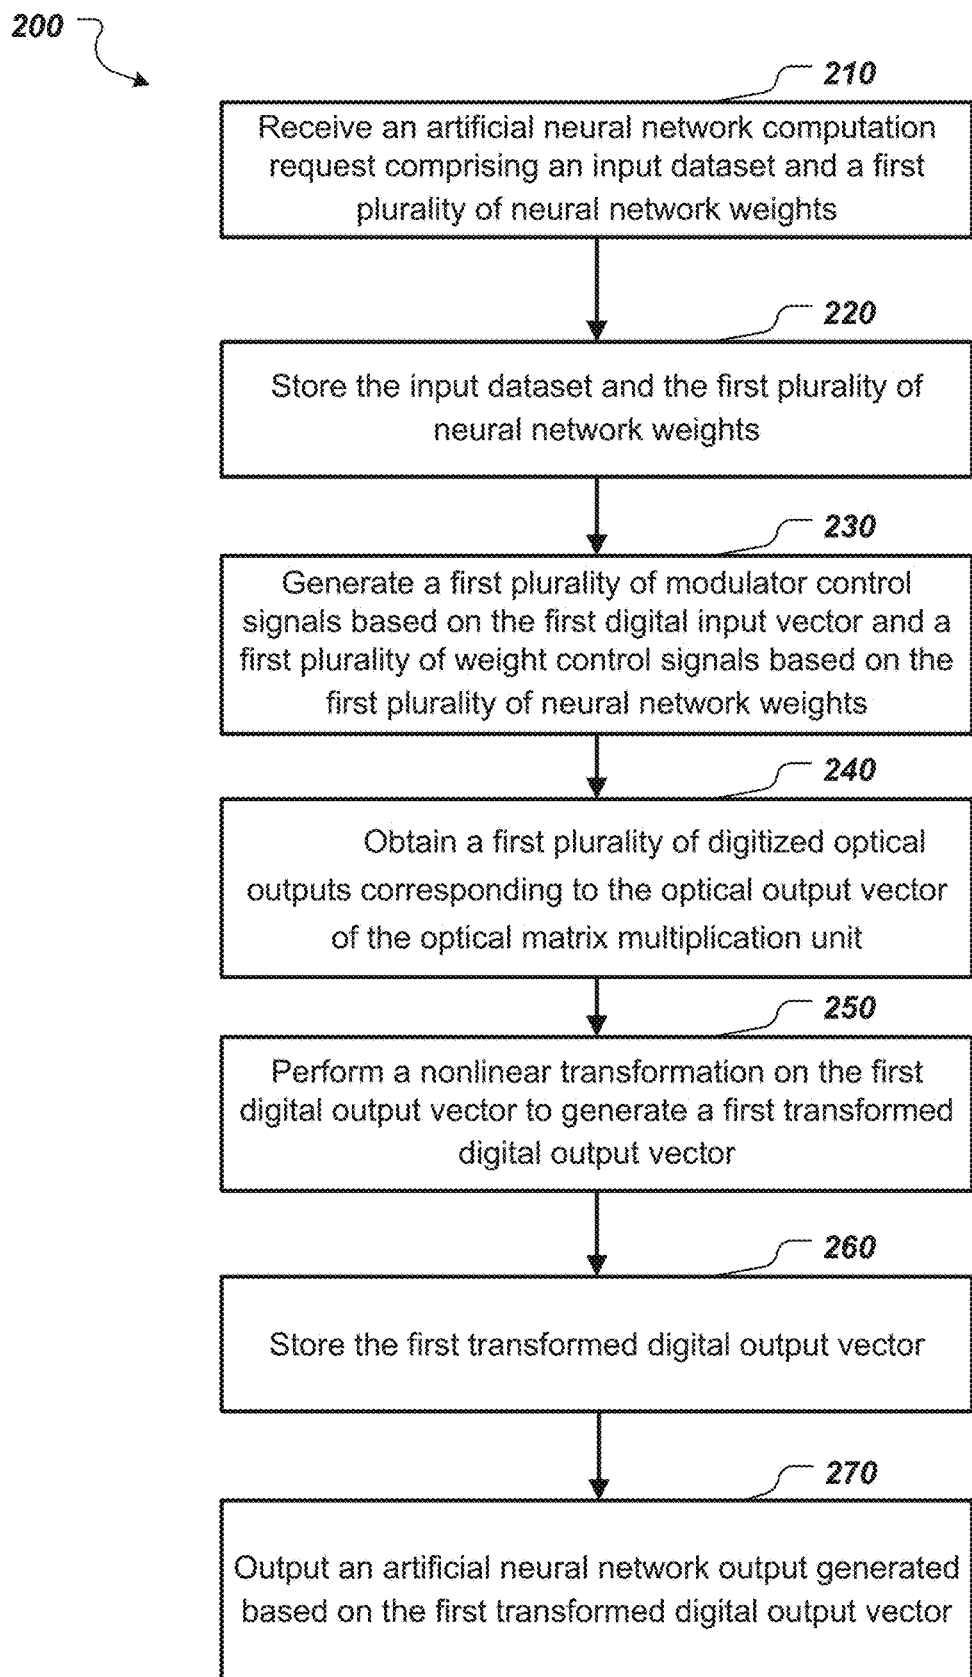 200
210
Receive an artificial neural network computation
request comprising an input dataset and a first
plurality of neural network weights
220
Store the input dataset and the first plurality of
neural network weights
230
Generate a first plurality of modulator control
signals based on the first digital input vector and a
first plurality of weight control signals based on the
first plurality of neural network weights
240
Obtain a first plurality of digitized optical
outputs corresponding to the optical output vector
of the optical matrix multiplication unit
250
Perform a nonlinear transformation on the first
digital output vector to generate a first transformed
digital output vector
260
Store the first transformed digital output vector
270
Output an artificial neural network output generated
based on the first transformed digital output vector